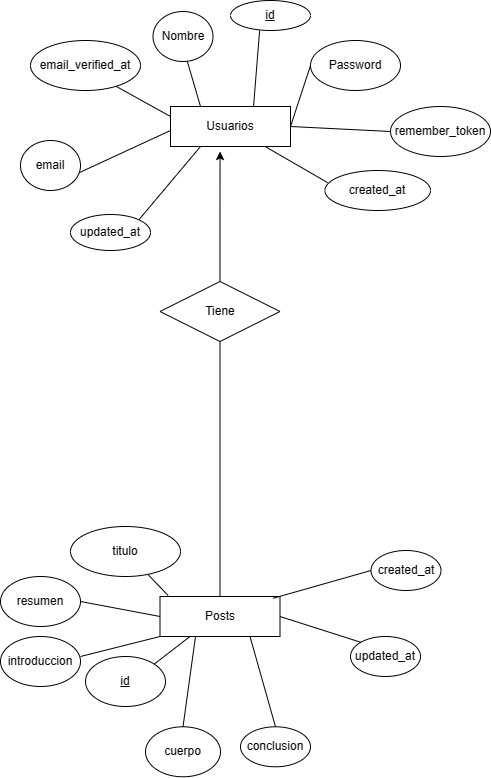 id
Nombre
email_verified_at
Password
Usuarios
remember_token
email
created_at
updated_at
Tiene
titulo
created_at
resumen
Posts
introduccion
updated_at
id
cuerpo
conclusion